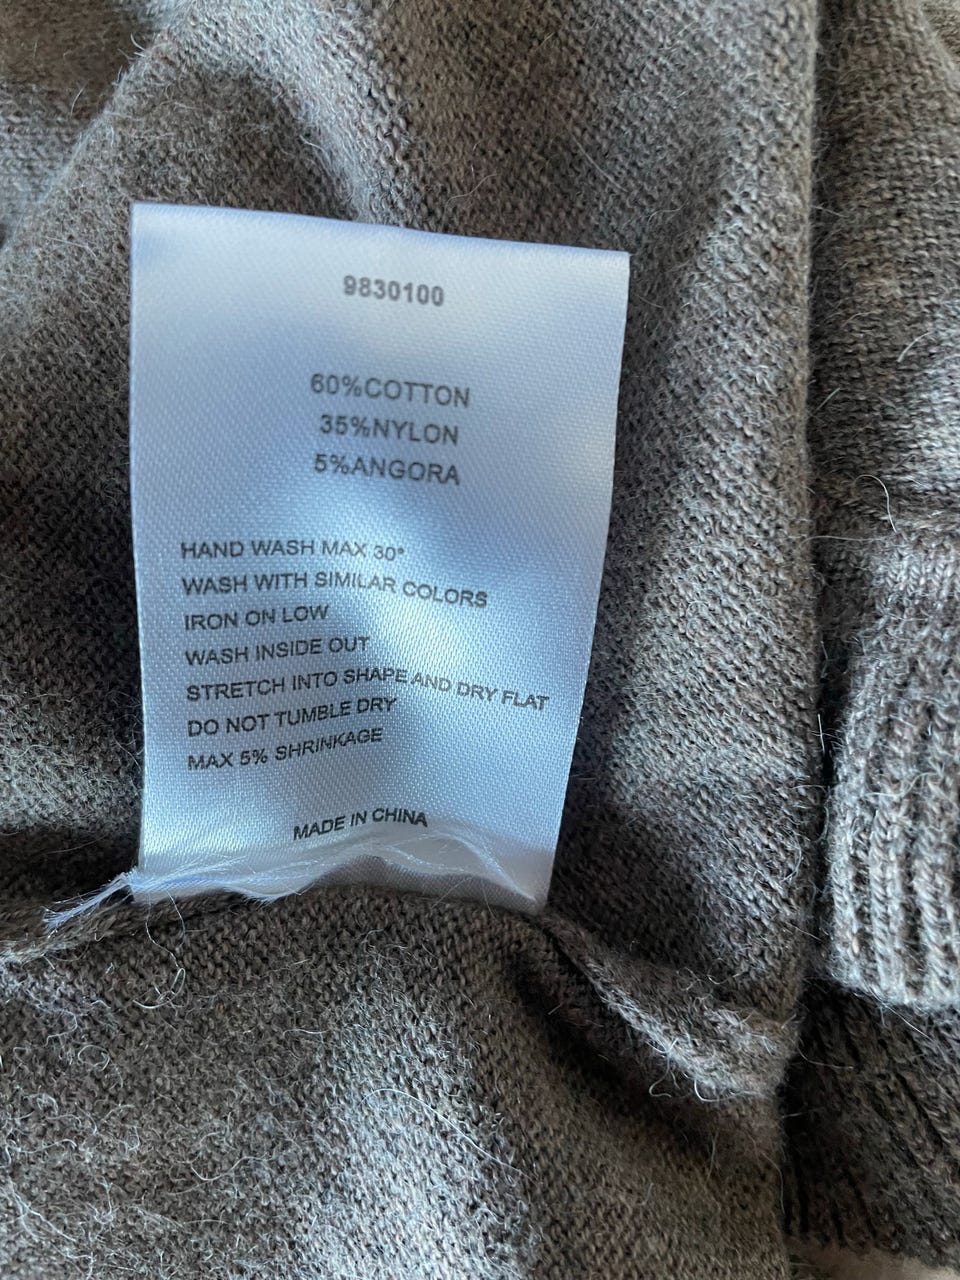 9830100
60%COTTON
35%NYLON
5%ANGORA
HAND WASH MAX 30°
WASH WITH SIMILAR COLORS
IRON ON LOW
WASH INSIDE OUT
STRETCH INTO SHAPE AND DRY FLAT
DO NOT TUMBLE DRY
MAX 5% SHRINKAGE
MADE IN CHINA